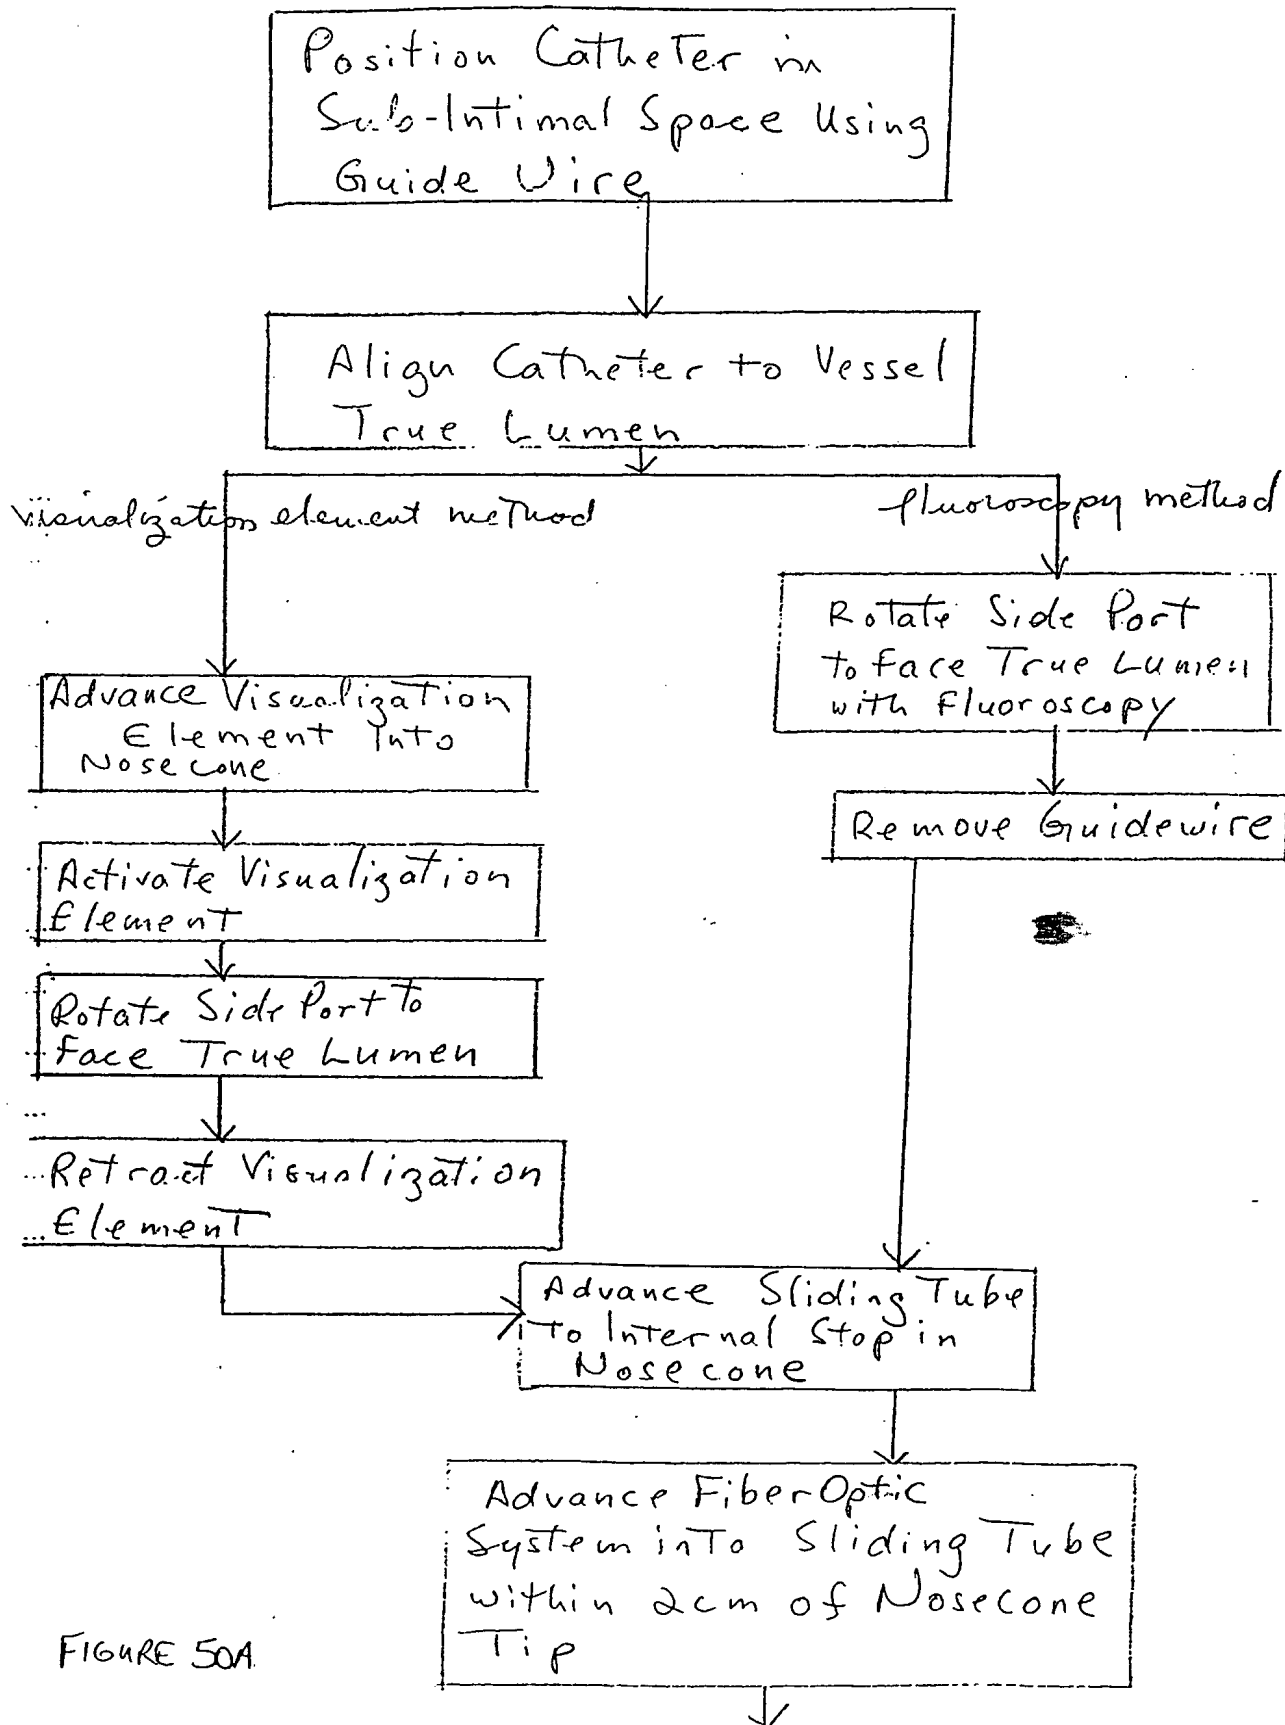 Position Catheter in
Sub-Intimal Space Using
Guide Wire
Align Catheter to Vessel
True Lumen
visualization element method
fluoroscopy method
Rotate Side Port
to Face True Lumen
with Fluoroscopy
Remove Guidewire
Advance Visualization
Element Into
Nosecone
Activate Visualization
Element
Rotate Side Port To
Face True Lumen
Retract Visualization
Element
Advance Sliding Tube
To Internal Stop in
Nosecone
Advance Fiber Optic
System inTo Sliding Tube
within 2cm of Nosecone
Tip
FIGURE 50A